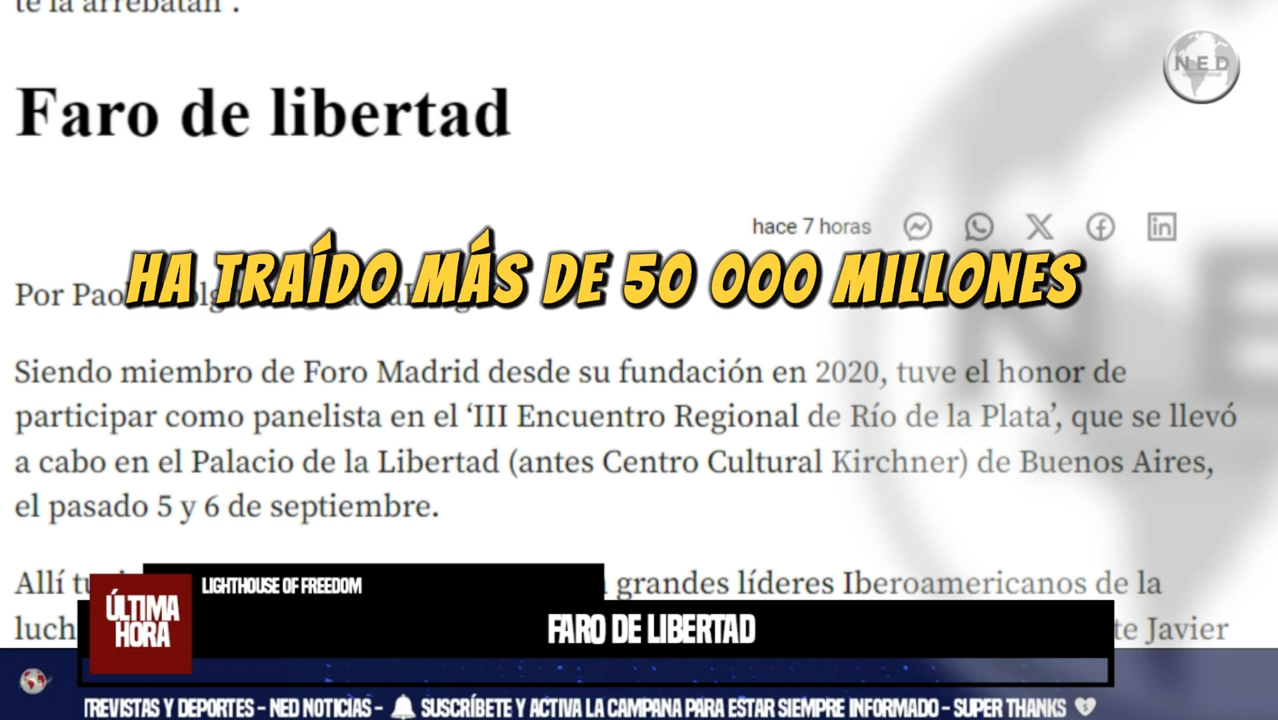 te la arrebatan".
NED
International
Faro de libertad
hace 7 horas
HA TRAÍDO MÁS DE 50 000 MILLONES
Por
Siendo miembro de Foro Madrid desde su fundación en 2020, tuve el honor de
participar como panelista en el ‘III Encuentro Regional de Río de la Plata’, que se llevó
a cabo en el Palacio de la Libertad (antes Centro Cultural Kirchner) de Buenos Aires,
el pasado 5 y 6 de septiembre.
Allí grandes líderes Iberoamericanos de la
LIGHTHOUSE OF FREEDOM
ÚLTIMA
HORA
FARO DE LIBERTAD
Javier
TREVISTAS Y DEPORTES - NED NOTICIAS - SUSCRÍBETE Y ACTIVA LA CAMPANA PARA ESTAR SIEMPRE INFORMADO - SUPER THANKS